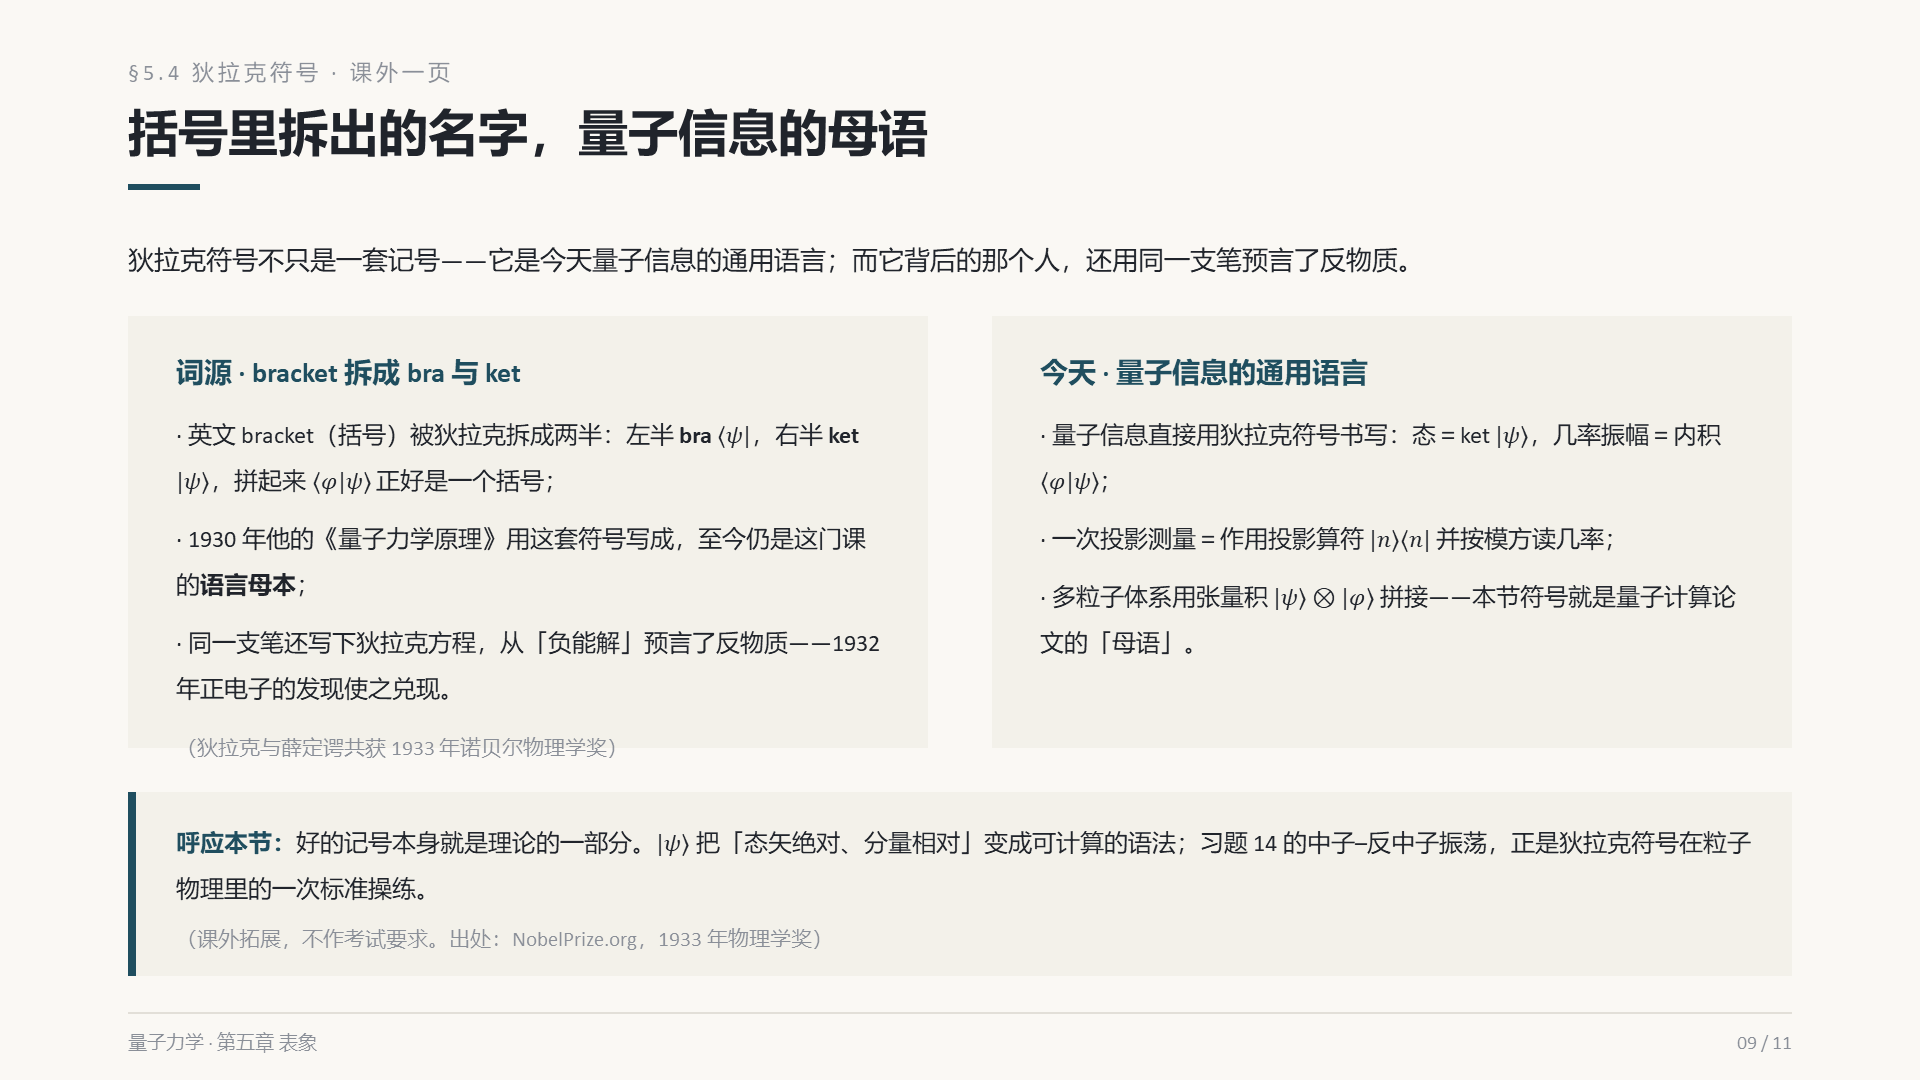 §5.4 狄拉克符号 · 课外一页
括号里拆出的名字，量子信息的母语
狄拉克符号不只是一套记号——它是今天量子信息的通用语言；而它背后的那个人，还用同一支笔预言了反物质。
词源 · bracket 拆成 bra 与 ket
· 英文 bracket（括号）被狄拉克拆成两半：左半 bra ⟨ψ|，右半 ket
|ψ⟩，拼起来 ⟨φ|ψ⟩ 正好是一个括号；
· 1930 年他的《量子力学原理》用这套符号写成，至今仍是这门课
的语言母本；
· 同一支笔还写下狄拉克方程，从「负能解」预言了反物质——1932
年正电子的发现使之兑现。
（狄拉克与薛定谔共获 1933 年诺贝尔物理学奖）
今天 · 量子信息的通用语言
· 量子信息直接用狄拉克符号书写：态 = ket |ψ⟩，几率振幅 = 内积
⟨φ|ψ⟩；
· 一次投影测量 = 作用投影算符 |n⟩⟨n| 并按模方读几率；
· 多粒子体系用张量积 |ψ⟩ ⊗ |φ⟩ 拼接——本节符号就是量子计算论
文的「母语」。
呼应本节：好的记号本身就是理论的一部分。|ψ⟩ 把「态矢绝对、分量相对」变成可计算的语法；习题 14 的中子–反中子振荡，正是狄拉克符号在粒子
物理里的一次标准操练。
（课外拓展，不作考试要求。出处：NobelPrize.org，1933 年物理学奖）
量子力学 · 第五章 表象
09 / 11